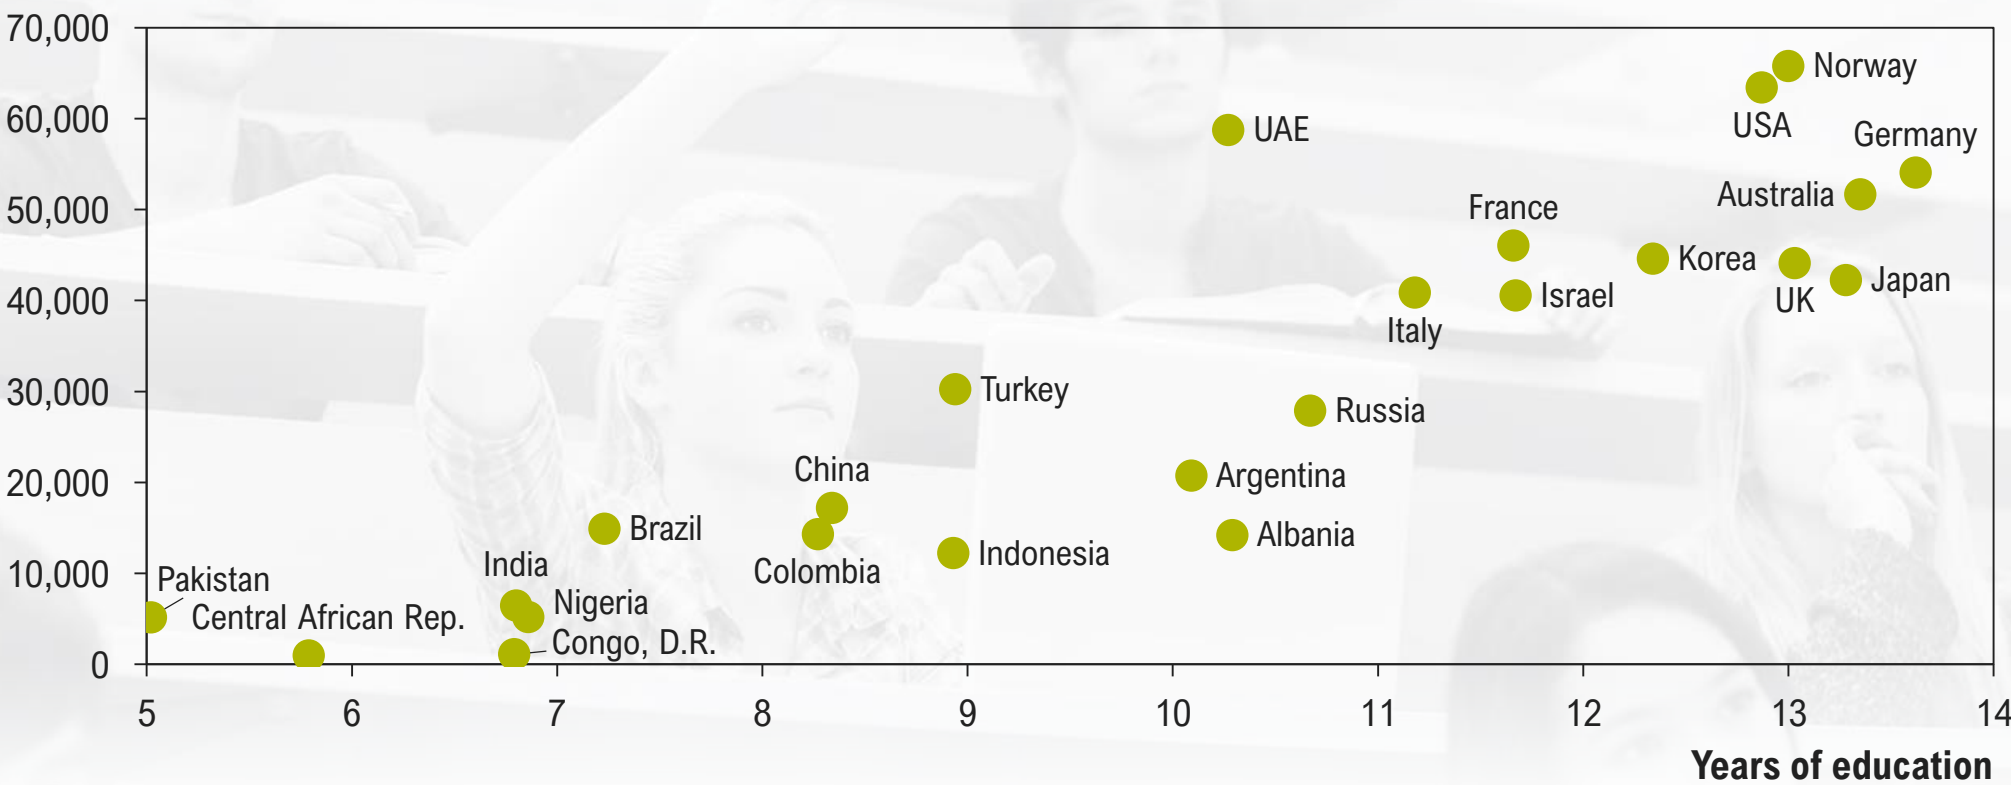 70,000
60,000
50,000
40,000
30,000
20,000
10,000
0
Norway
USA
UAE
Germany
Australia
France
Korea
UK
Japan
Israel
Italy
Turkey
Russia
China
Argentina
Brazil
Albania
Colombia
Indonesia
India
Pakistan
Nigeria
Central African Rep.
Congo, D.R.
5 6 7 8 9 10 11 12 13 14
Years of education